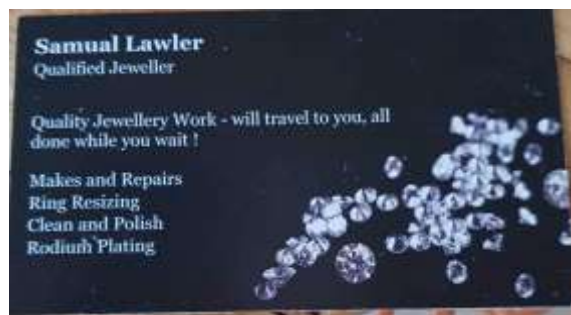 Samual Lawler
Qualified Jeweller
Quality Jewellery Work - will travel to you, all
done while you wait !
Makes and Repairs
Ring Resizing
Clean and Polish
Rodium Plating